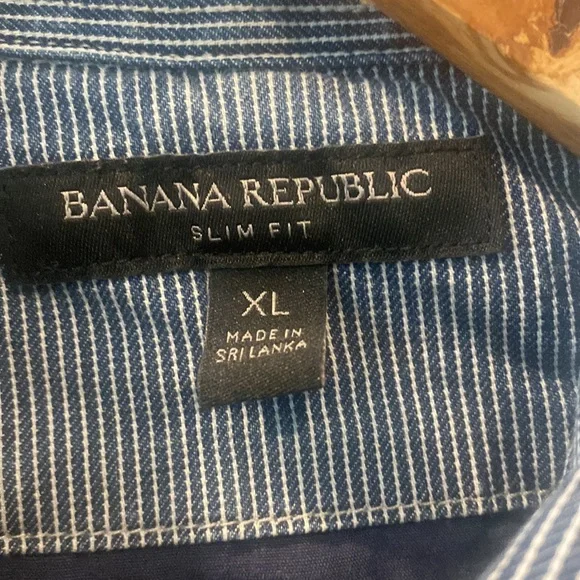 BANANA REPUBLIC
SLIM FIT
XL
MADE IN
SRI LANKA